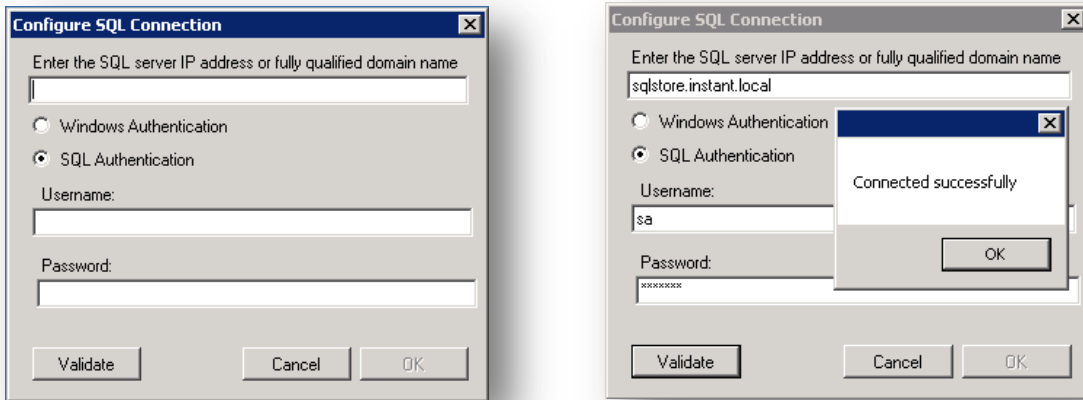 Configure SQL Connection
Enter the SQL server IP address or fully qualified domain name
Windows Authentication
SQL Authentication
Username:
Password:
Validate Cancel OK
Configure SQL Connection
Enter the SQL server IP address or fully qualified domain name
sqlstore.instant.local
Windows Authentication
SQL Authentication
Username:
sa
Password:
×××××××
Validate Cancel OK
Connected successfully
OK